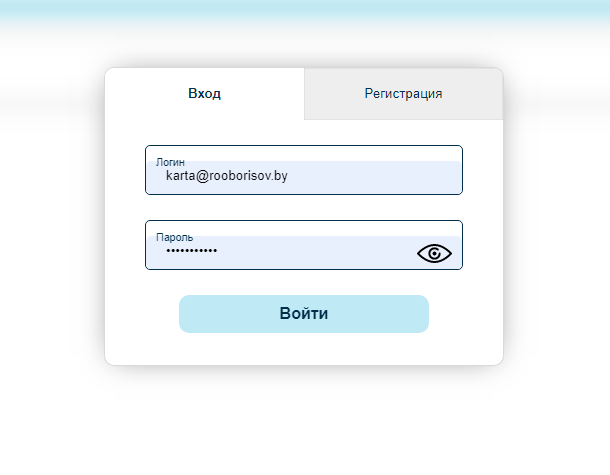 Вход
Регистрация
Логин
karta@rooborisov.by
Пароль
•••••••••••
Войти